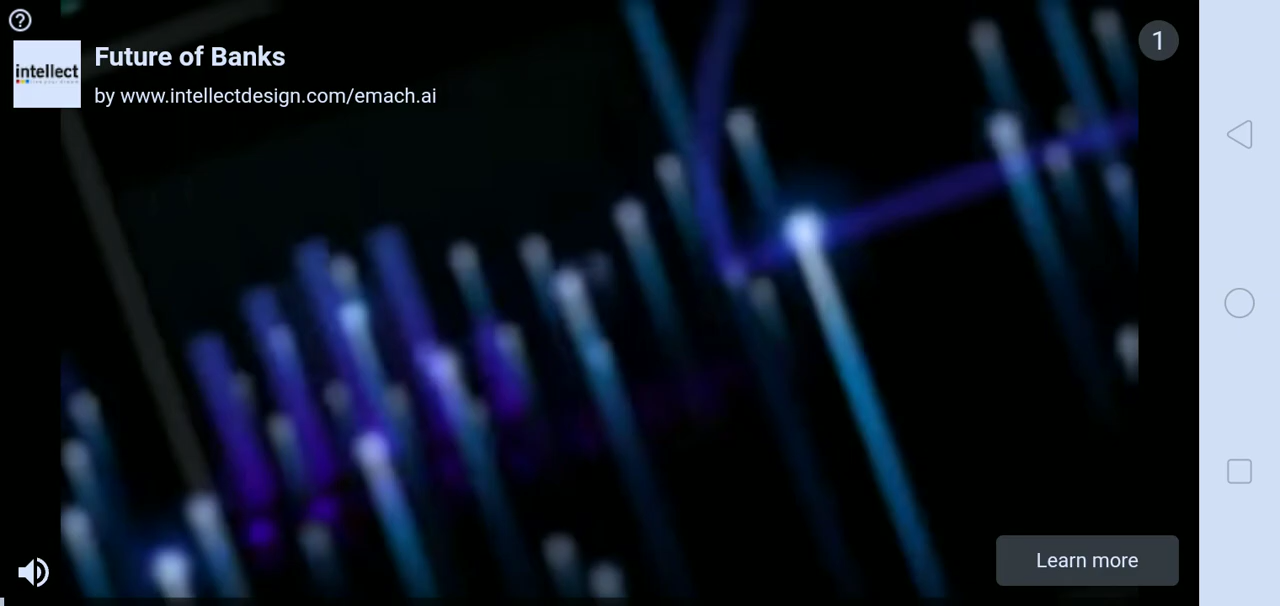 Future of Banks
intellect
by www.intellectdesign.com/emach.ai
1
Learn more